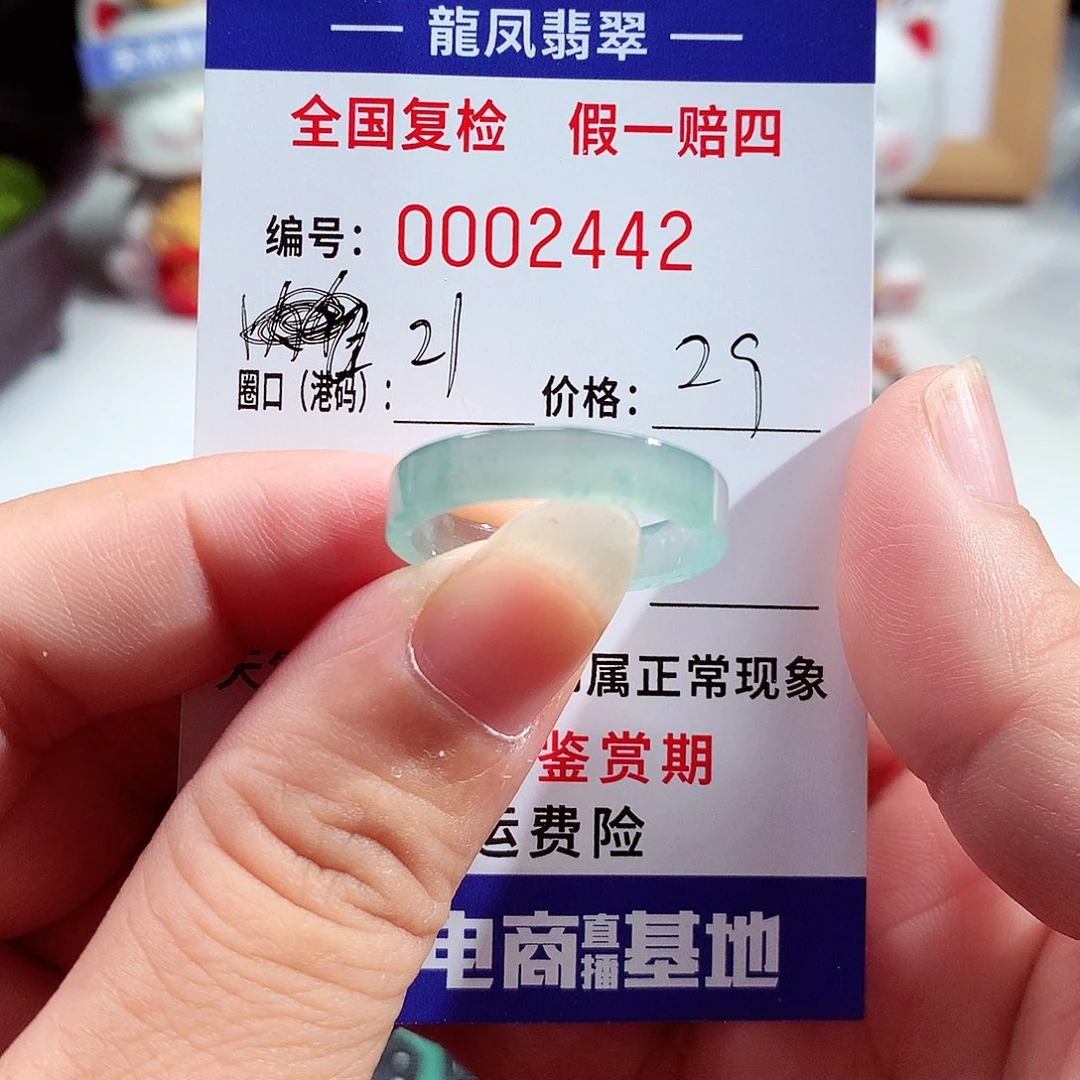 — 龍凤翡翠 —
全国复检 假一赔四
编号: 0002442
圈口（港码）: 21 价格: 29
属正常现象
鉴赏期
运费险
电商直播基地